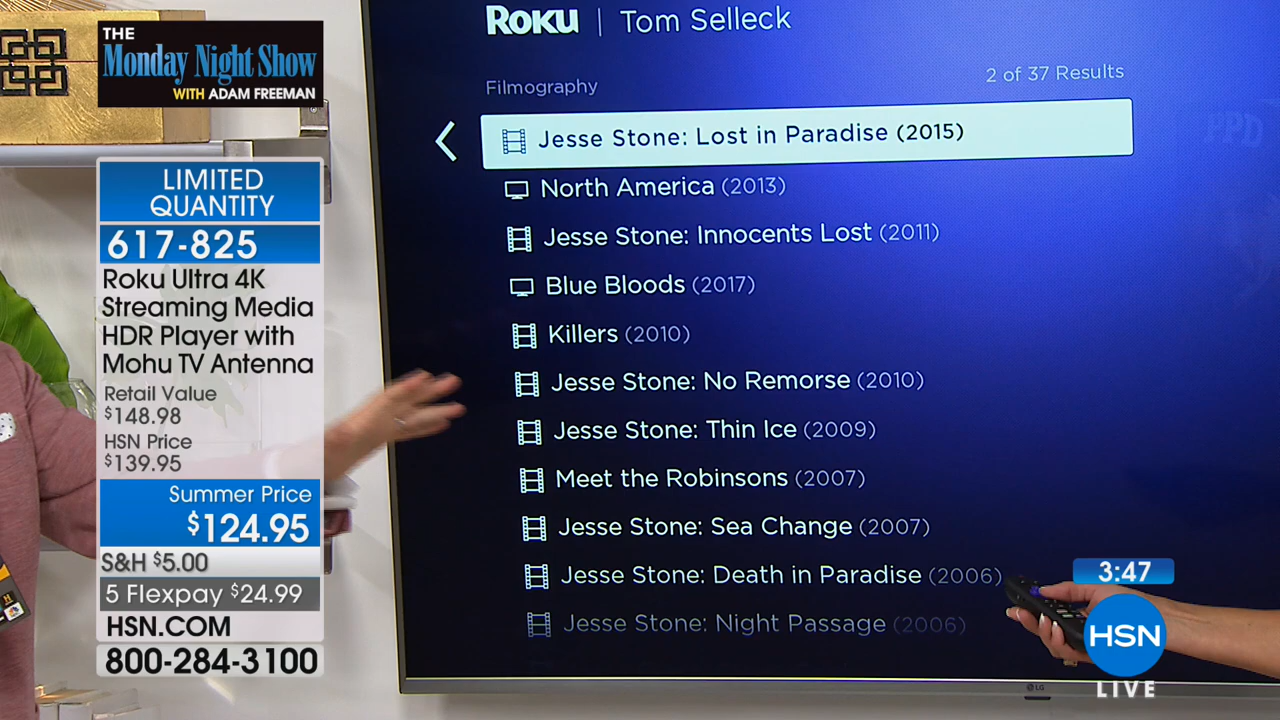 THE
Monday Night Show
WITH ADAM FREEMAN
LIMITED
QUANTITY
617-825
Roku Ultra 4K
Streaming Media
HDR Player with
Mohu TV Antenna
Retail Value
$148.98
HSN Price
$139.95
Summer Price
$124.95
S&H $5.00
5 Flexpay $24.99
HSN.COM
800-284-3100
Roku | Tom Selleck
Filmography
2 of 37 Results
Jesse Stone: Lost in Paradise (2015)
North America (2013)
Jesse Stone: Innocents Lost (2011)
Blue Bloods (2017)
Killers (2010)
Jesse Stone: No Remorse (2010)
Jesse Stone: Thin Ice (2009)
Meet the Robinsons (2007)
Jesse Stone: Sea Change (2007)
Jesse Stone: Death in Paradise (2006)
Jesse Stone: Night Passage (2006)
LG
3:47
HSN
LIVE